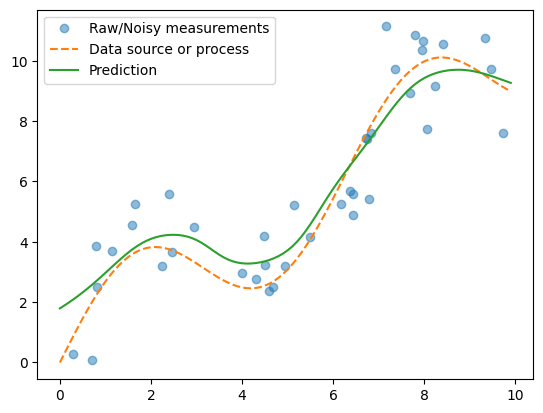 Raw/Noisy measurements
Data source or process
Prediction
10
8
6
4
2
0
0 2 4 6 8 10